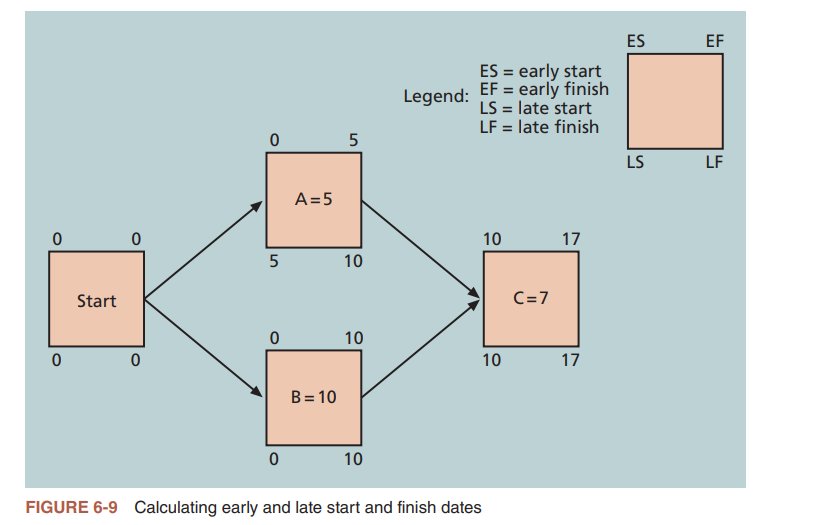 ES EF
ES = early start
Legend: EF = early finish
LS = late start
LF = late finish
LS LF
0 5
A=5
5 10
0 0
Start
0 0
10 17
C=7
10 17
0 10
B=10
0 10
FIGURE 6-9 Calculating early and late start and finish dates